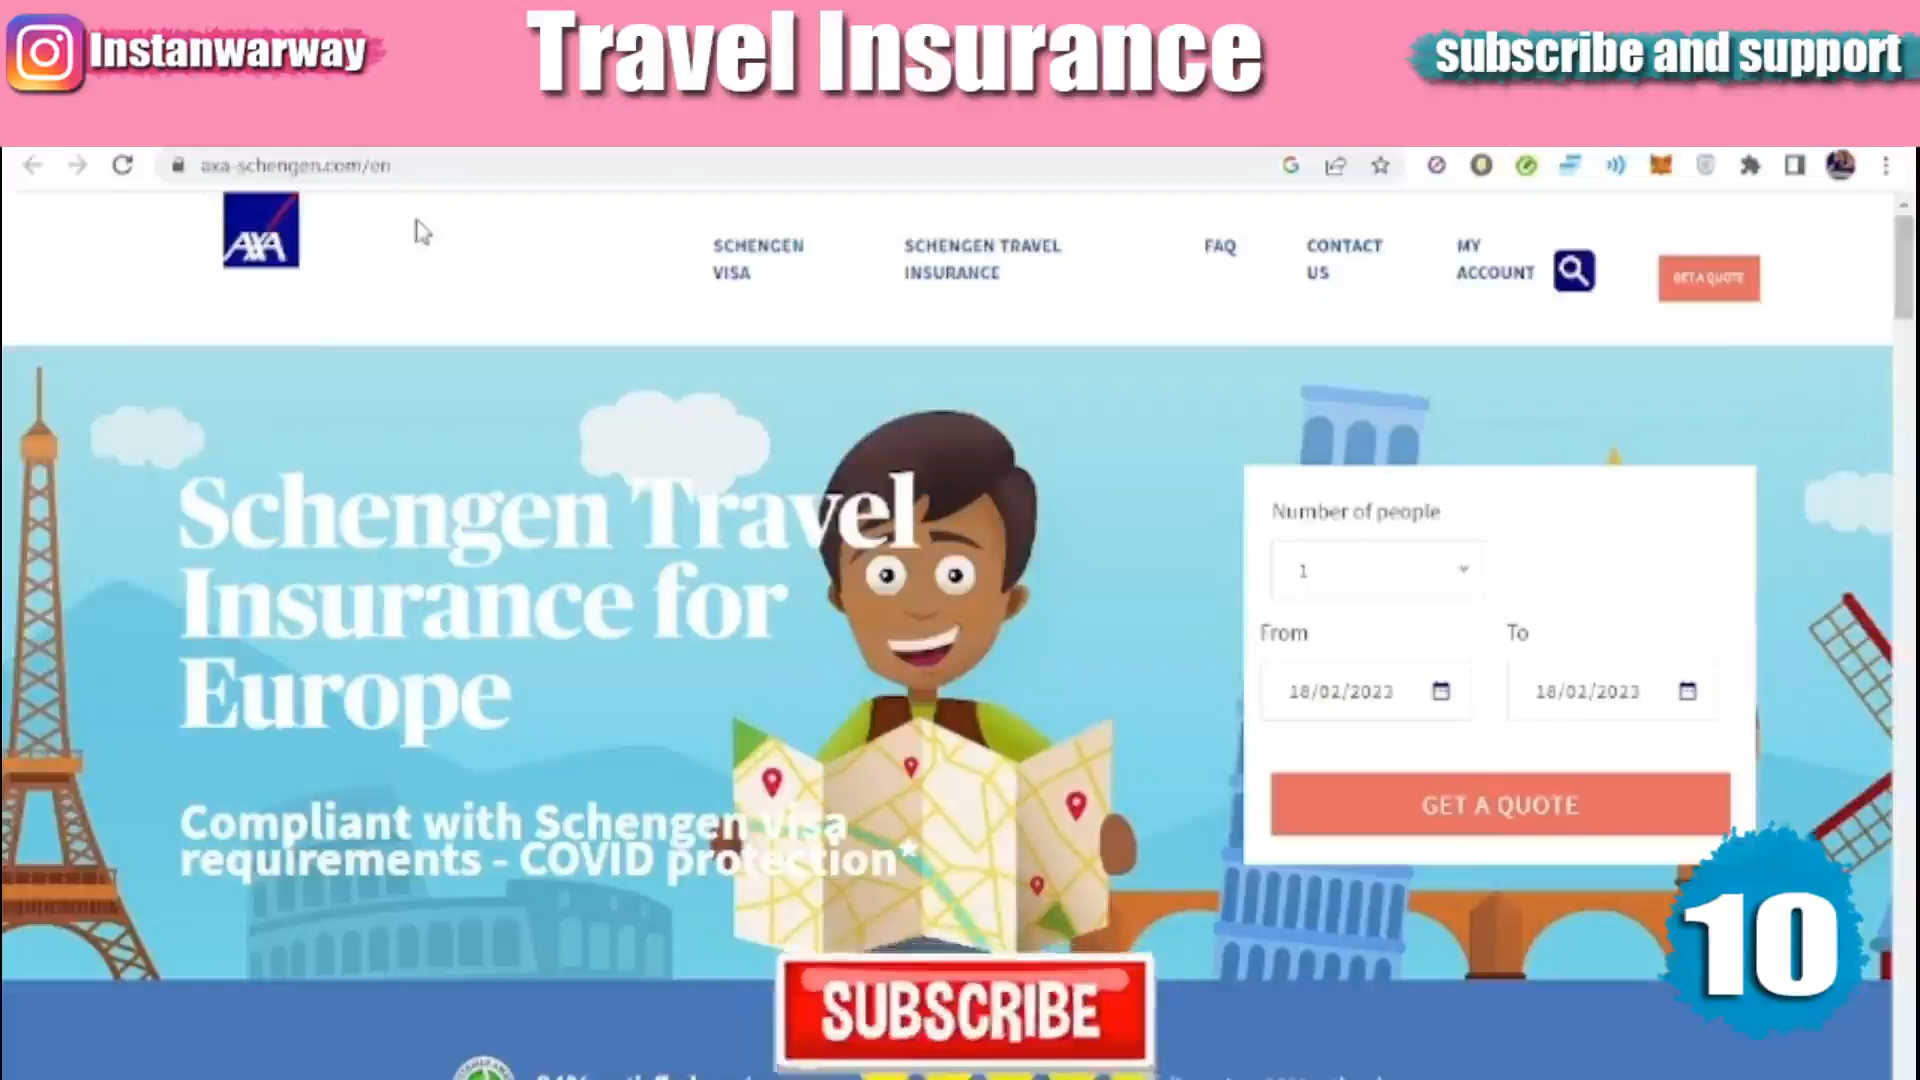 Instanwarway
Travel Insurance
subscribe and support
axa-schengen.com/en
AXA
SCHENGEN
VISA
SCHENGEN TRAVEL
INSURANCE
FAQ
CONTACT
US
MY
ACCOUNT
GET A QUOTE
Schengen Travel
Insurance for
Europe
Compliant with Schengen visa
requirements - COVID protection*
Number of people
1
From
To
18/02/2023
18/02/2023
GET A QUOTE
10
SUBSCRIBE